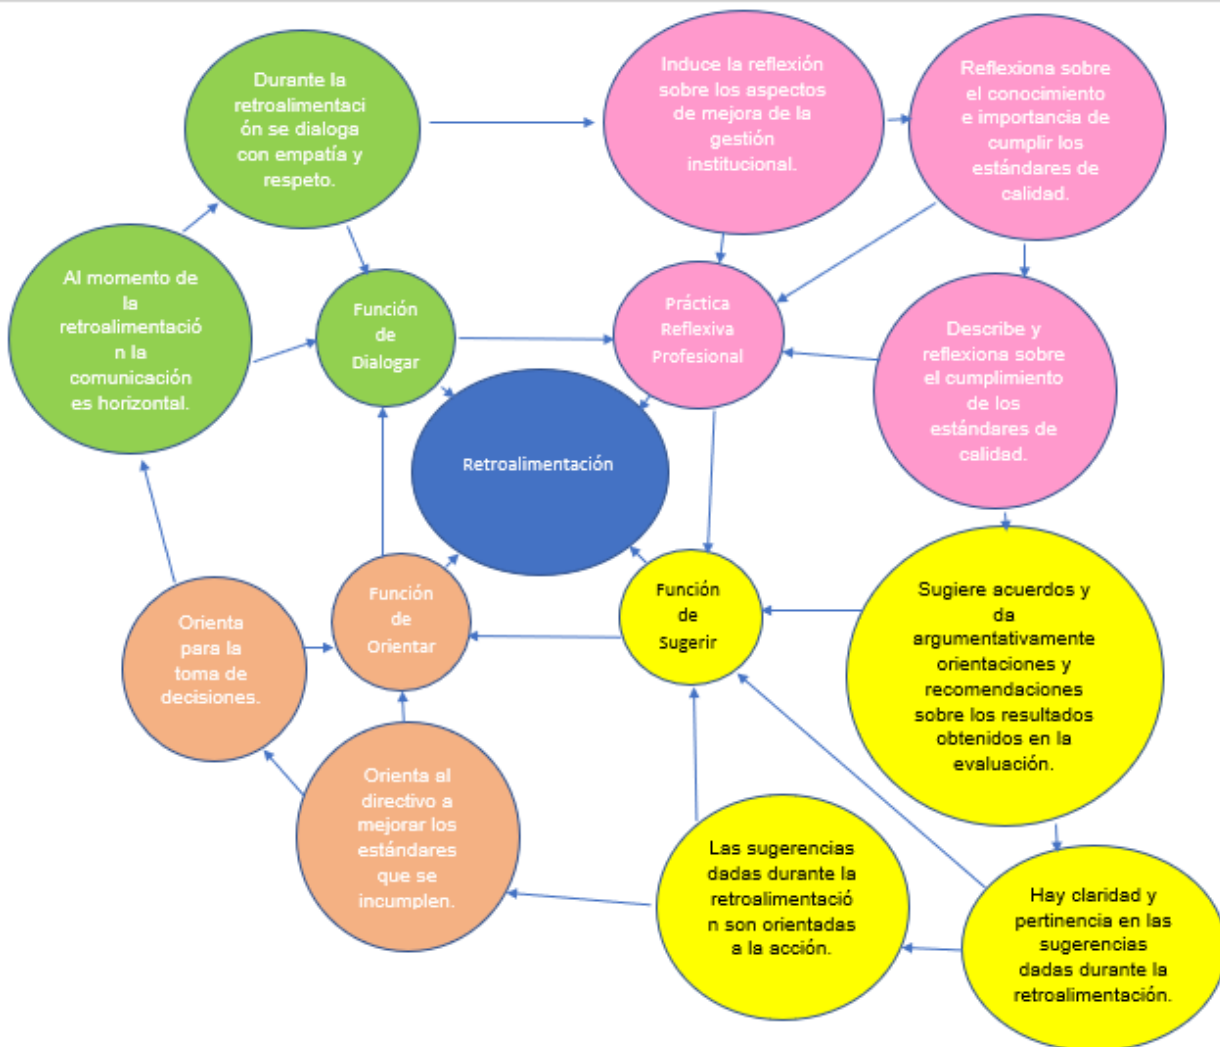 Durante la
retroalimentaci
ón se dialoga
con empatía y
respeto.
Induce la reflexión
sobre los aspectos
de mejora de la
gestión
institucional.
Reflexiona sobre
el conocimiento
e importancia de
cumplir los
estándares de
calidad.
Al momento de
la
retroalimentació
n la
comunicación
es horizontal.
Función
de
Dialogar
Práctica
Reflexiva
Profesional
Describe y
reflexiona sobre
el cumplimiento
de los
estándares de
calidad.
Retroalimentación
Orienta
para la
toma de
decisiones.
Función
de
Orientar
Función
de
Sugerir
Sugiere acuerdos y
da
argumentativamente
orientaciones y
recomendaciones
sobre los resultados
obtenidos en la
evaluación.
Orienta al
directivo a
mejorar los
estándares
que se
incumplen.
Las sugerencias
dadas durante la
retroalimentació
n son orientadas
a la acción.
Hay claridad y
pertinencia en las
sugerencias
dadas durante la
retroalimentación.